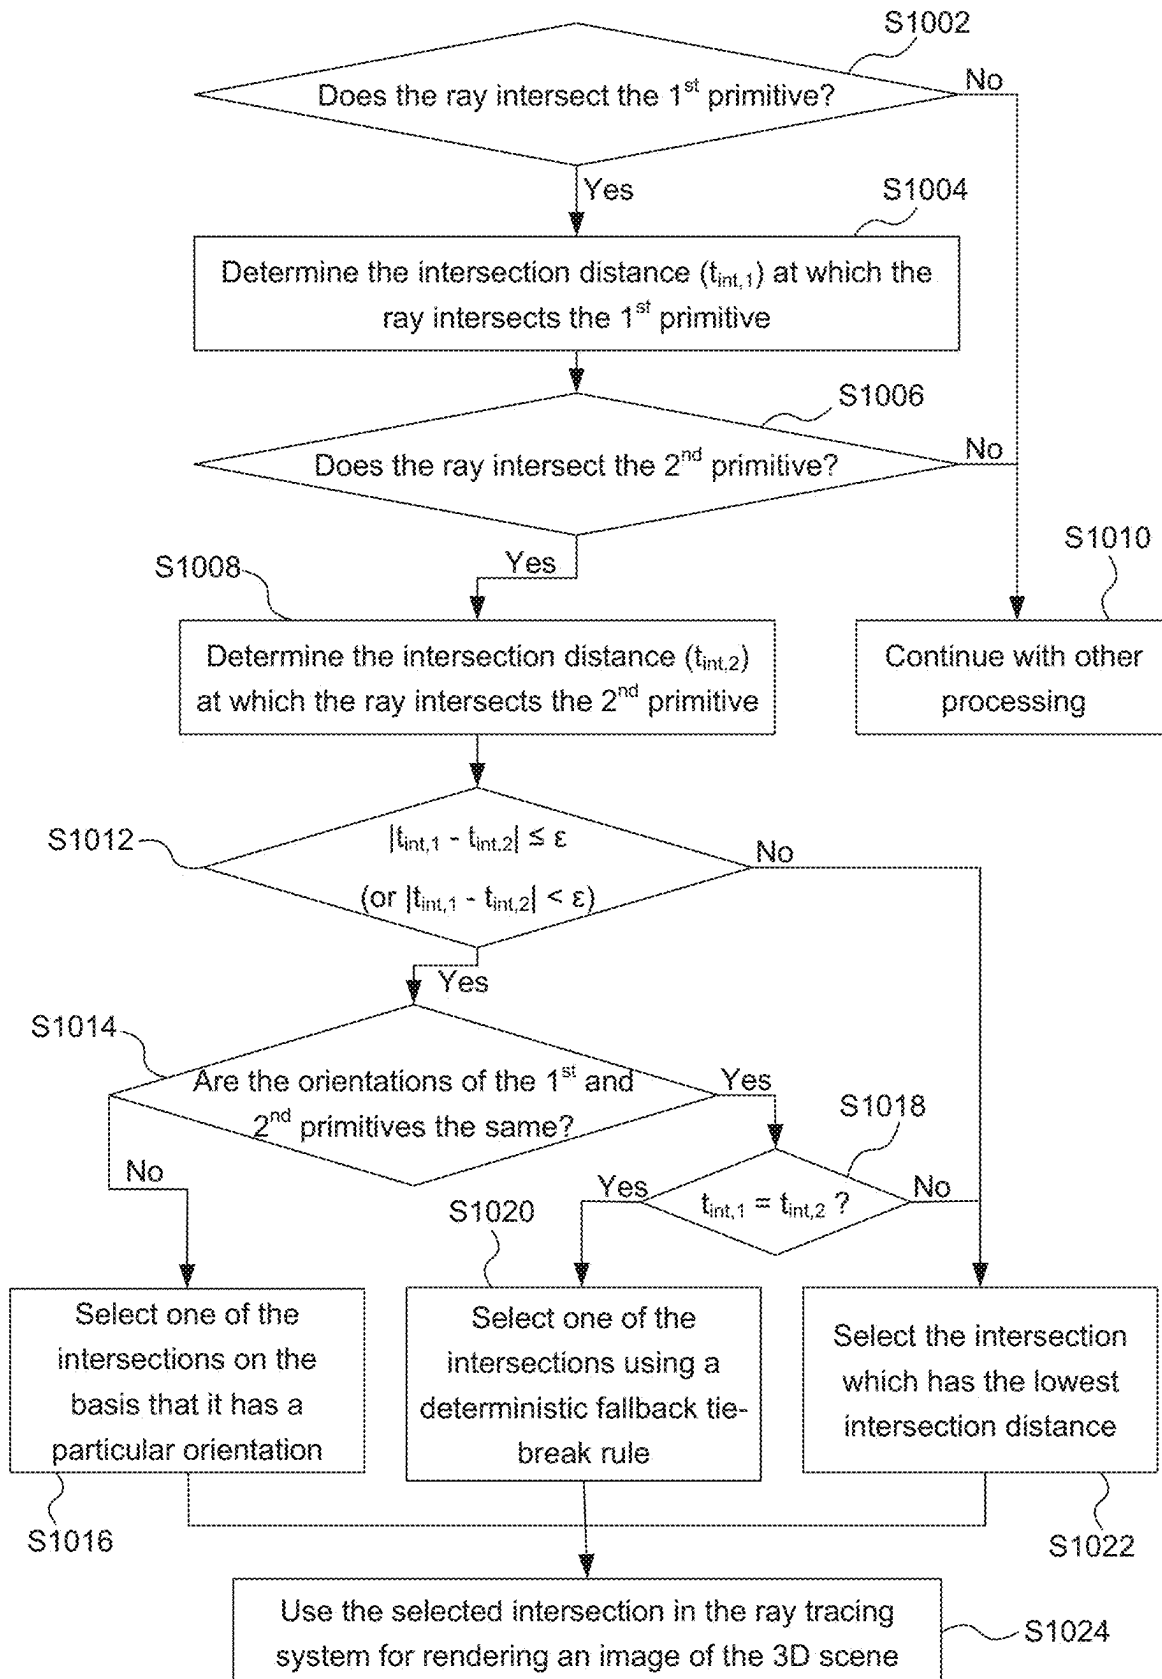 S1002
Does the ray intersect the 1st primitive?
No
Yes
S1004
Determine the intersection distance (tint,1) at which the
ray intersects the 1st primitive
S1006
Does the ray intersect the 2nd primitive?
No
Yes
S1008
S1010
Determine the intersection distance (tint,2)
at which the ray intersects the 2nd primitive
Continue with other
processing
S1012
|tint,1 - tint,2| ≤ ε
(or |tint,1 - tint,2| < ε)
No
Yes
S1014
Are the orientations of the 1st and
2nd primitives the same?
Yes
No
S1018
tint,1 = tint,2 ?
Yes
No
S1020
Select one of the
intersections on the
basis that it has a
particular orientation
S1016
Select one of the
intersections using a
deterministic fallback tie-
break rule
Select the intersection
which has the lowest
intersection distance
S1022
Use the selected intersection in the ray tracing
system for rendering an image of the 3D scene
S1024